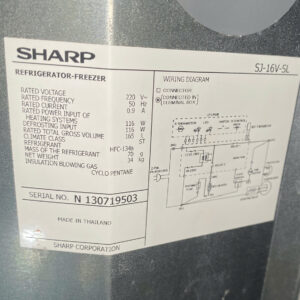 SHARP
SJ-16V-SL
REFRIGERATOR-FREEZER
WIRING DIAGRAM
RATED VOLTAGE 220 V~
RATED FREQUENCY 50 Hz
RATED CURRENT 0.9 A
RATED POWER INPUT OF HEATING SYSTEMS 116 W
DEFROSTING INPUT 116 W
RATED TOTAL GROSS VOLUME 165 L
CLIMATE CLASS ST
REFRIGERANT HFC-134a
MASS OF THE REFRIGERANT 70 g
NET WEIGHT 34 kg
INSULATION BLOWING GAS
CYCLO PENTANE
CONNECTOR
CONNECTED IN
TERMINAL BOX
SERIAL NO. N 130719503
MADE IN THAILAND
SHARP CORPORATION